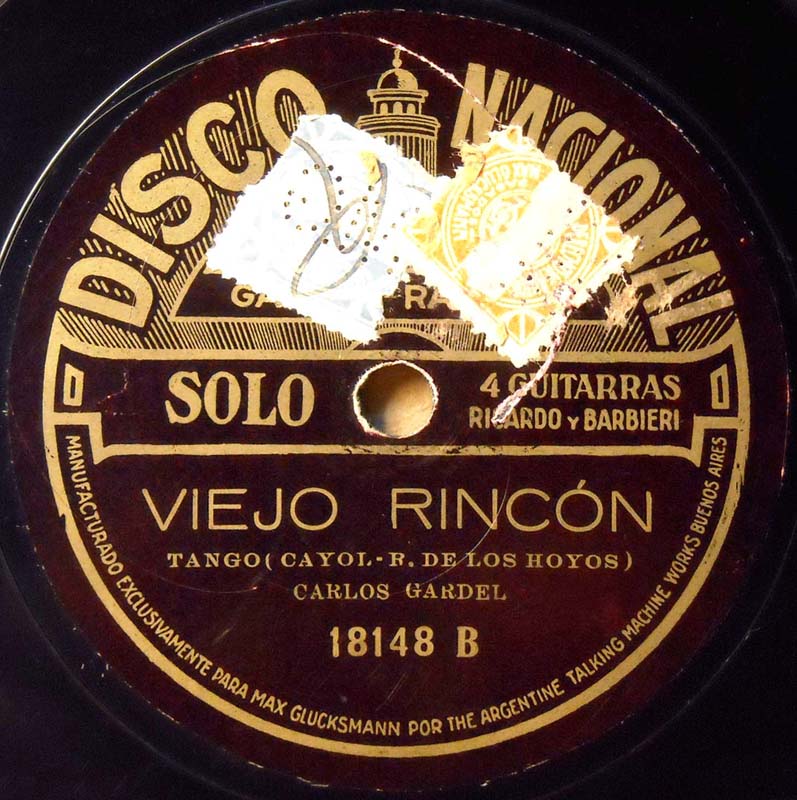 DISCO NACIONAL
SOLO
4 GUITARRAS
RICARDO Y BARBIERI
VIEJO RINCÓN
TANGO (CAYOL-R. DE LOS HOYOS)
CARLOS GARDEL
18148 B
MANUFACTURADO EXCLUSIVAMENTE PARA MAX GLUCKSMANN POR THE ARGENTINE TALKING MACHINE WORKS BUENOS AIRES